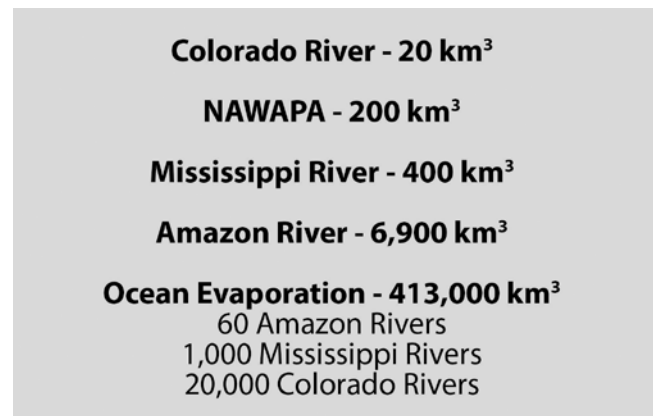 Colorado River - 20 km³
NAWAPA - 200 km³
Mississippi River - 400 km³
Amazon River - 6,900 km³
Ocean Evaporation - 413,000 km³
60 Amazon Rivers
1,000 Mississippi Rivers
20,000 Colorado Rivers